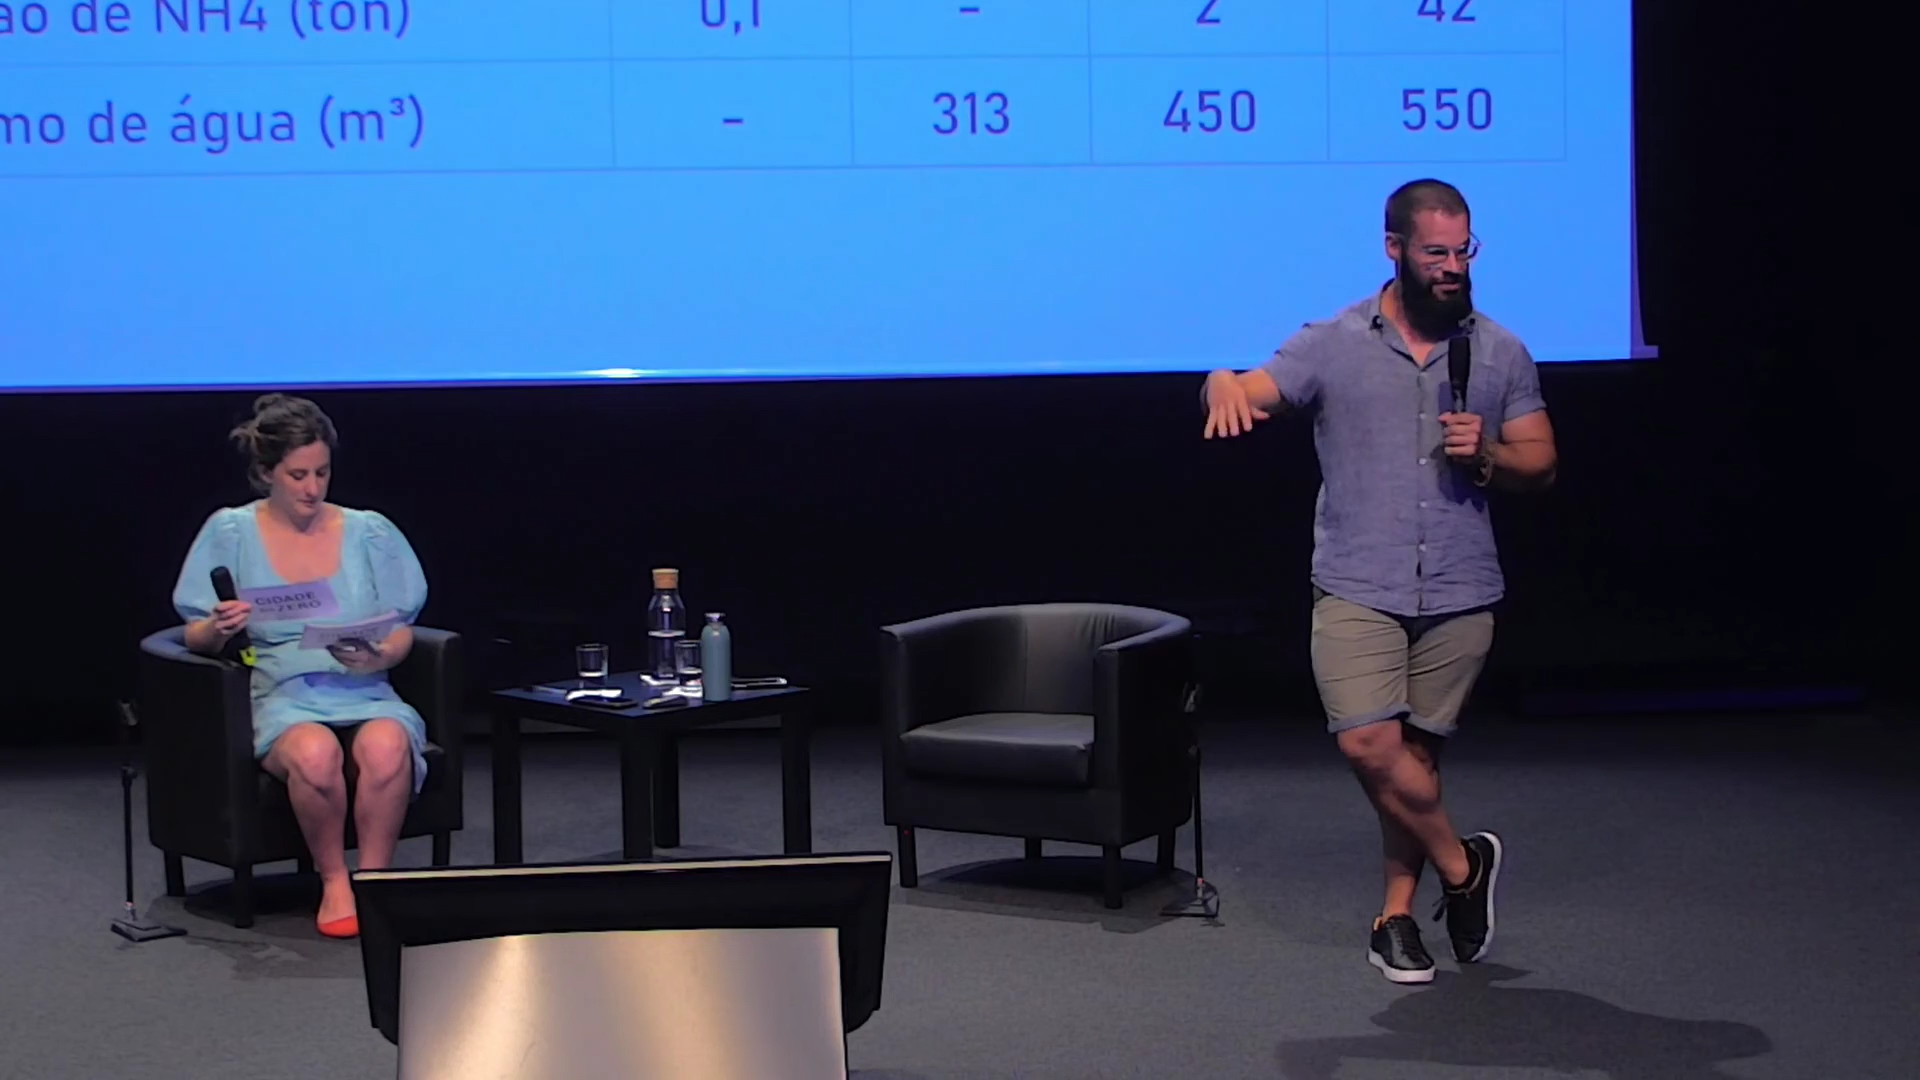 ão de NH4 (ton) 0,1 - 2 42
mo de água (m³) - 313 450 550
CIDADE
ZERO